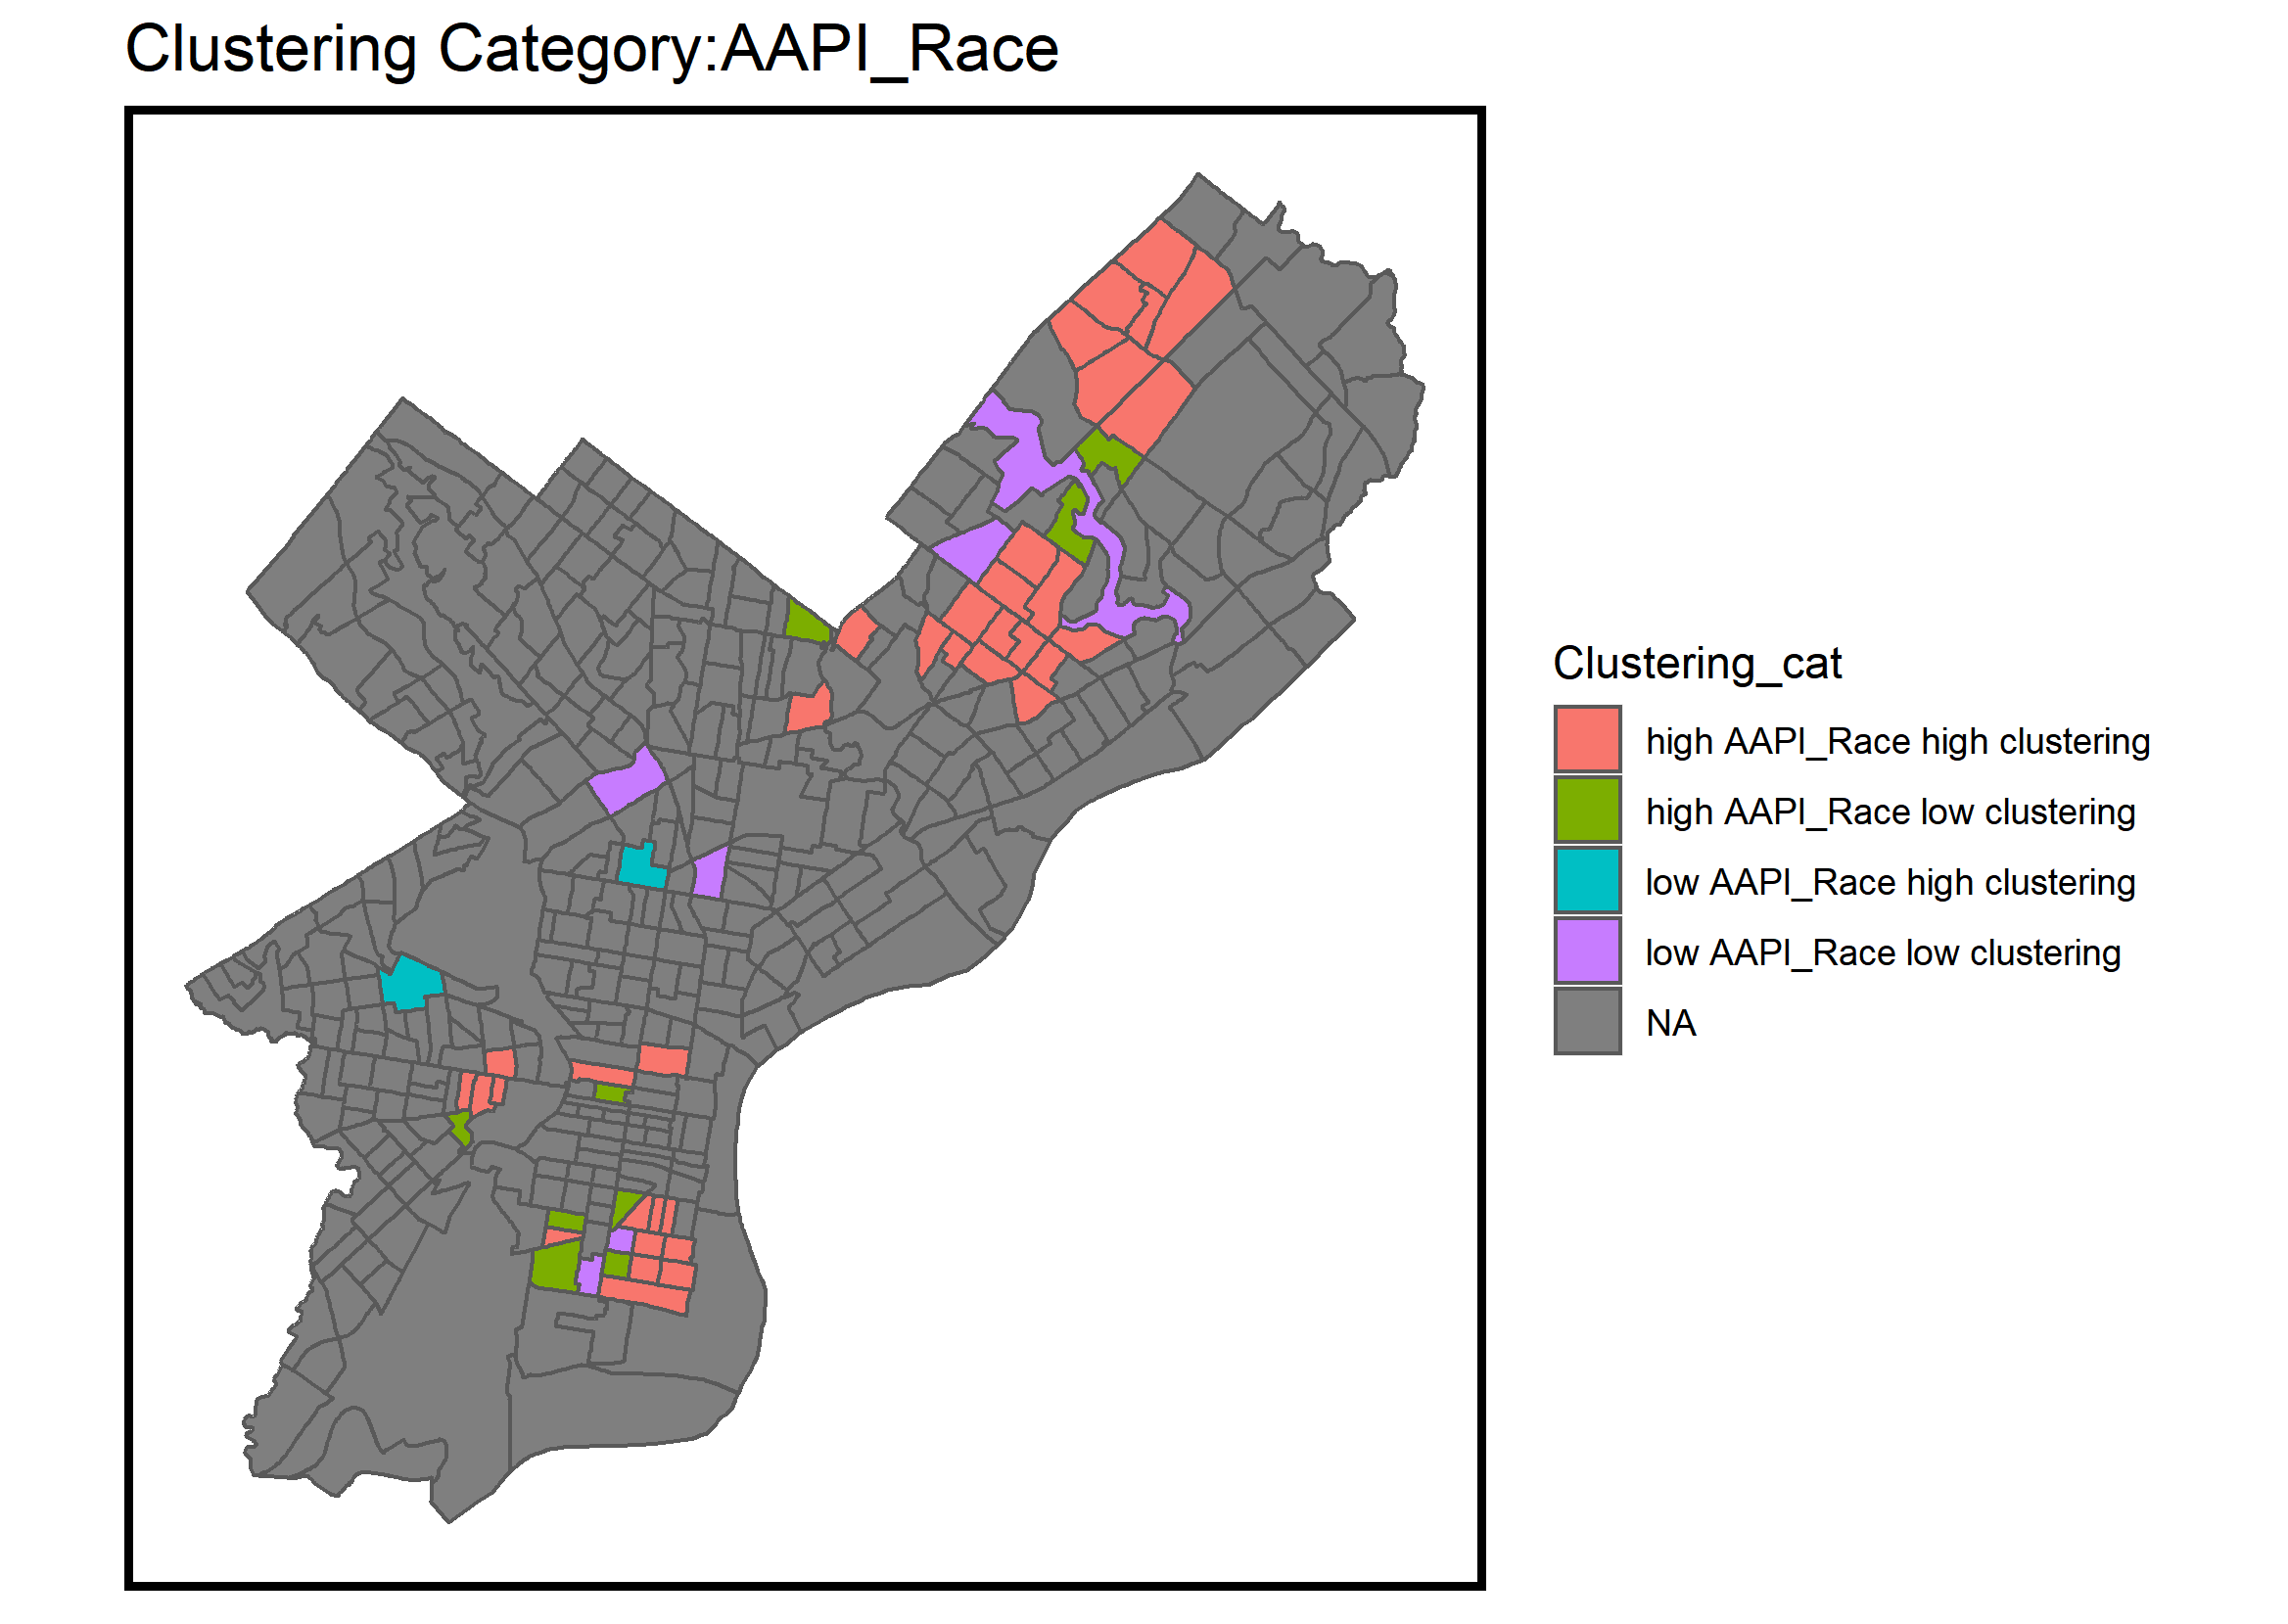 Clustering Category:AAPI_Race
Clustering_cat
high AAPI_Race high clustering
high AAPI_Race low clustering
low AAPI_Race high clustering
low AAPI_Race low clustering
NA